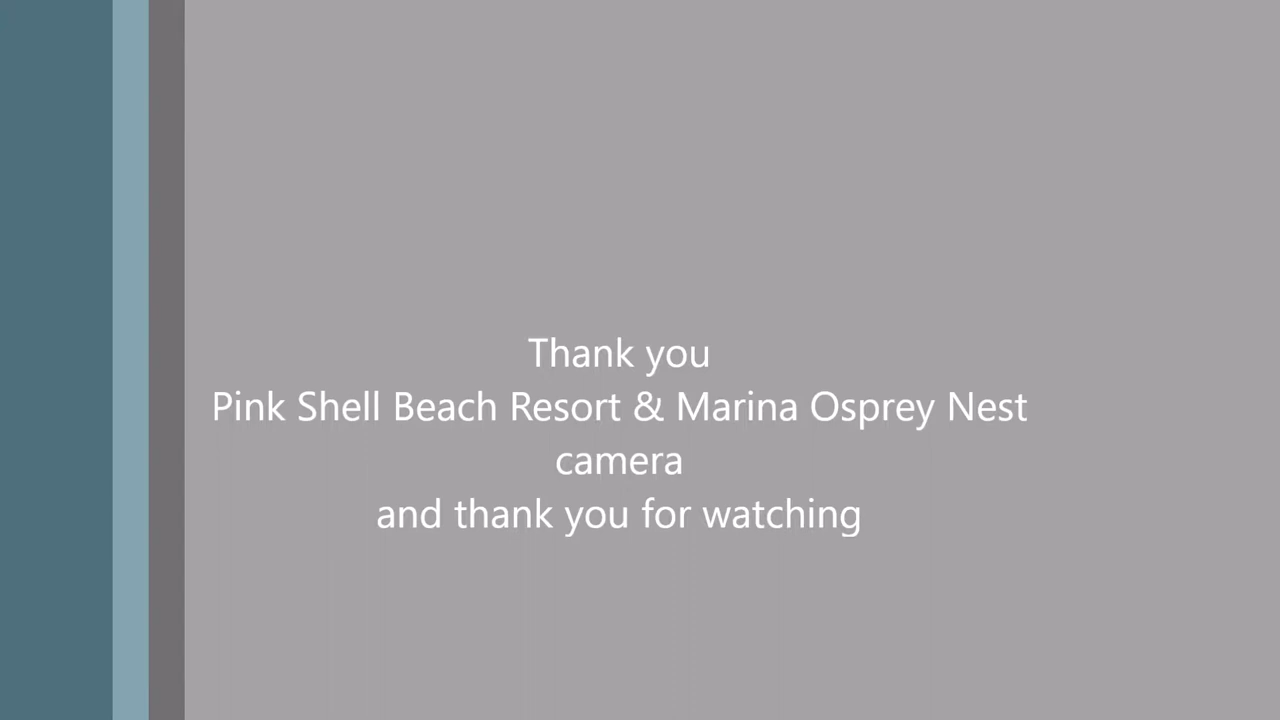 Thank you
Pink Shell Beach Resort & Marina Osprey Nest
camera
and thank you for watching